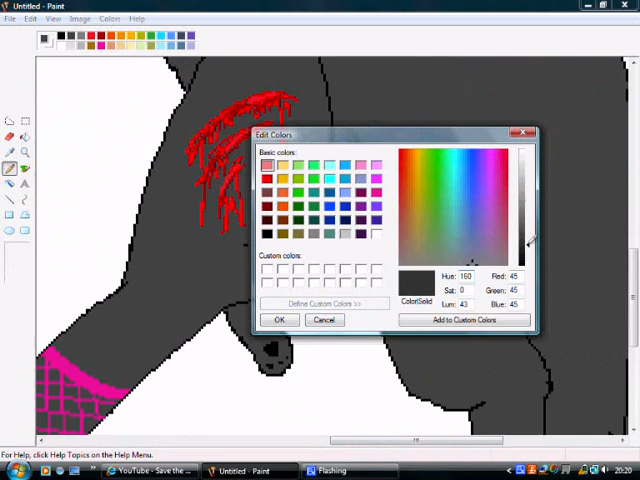 Untitled - Paint
File Edit View Image Colors Help
Edit Colors
Basic colors:
Custom colors:
Define Custom Colors >>
OK Cancel
Color|Solid
Hue: 160 Red: 45
Sat: 0 Green: 45
Lum: 43 Blue: 45
Add to Custom Colors
For Help, click Help Topics on the Help Menu.
YouTube - Save the ... Untitled - Paint Flashing 20:20